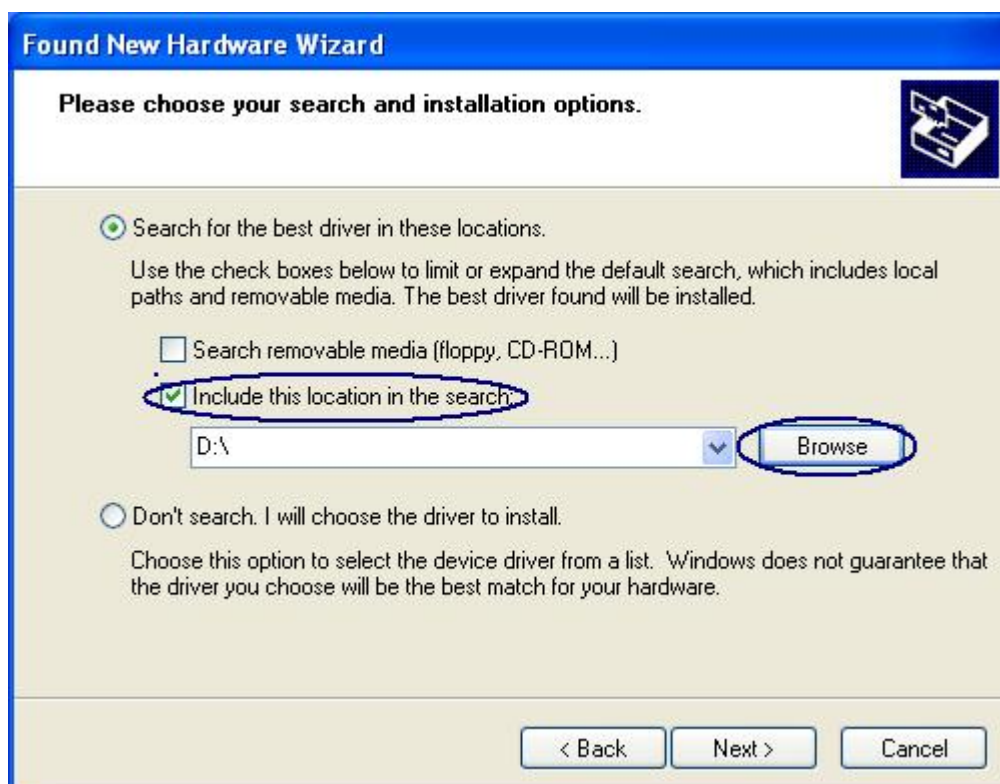 Found New Hardware Wizard
Please choose your search and installation options.
Search for the best driver in these locations.
Use the check boxes below to limit or expand the default search, which includes local
paths and removable media. The best driver found will be installed.
Search removable media (floppy, CD-ROM...)
Include this location in the search:
D:\
Browse
Don't search. I will choose the driver to install.
Choose this option to select the device driver from a list.  Windows does not guarantee that
the driver you choose will be the best match for your hardware.
< Back
Next >
Cancel